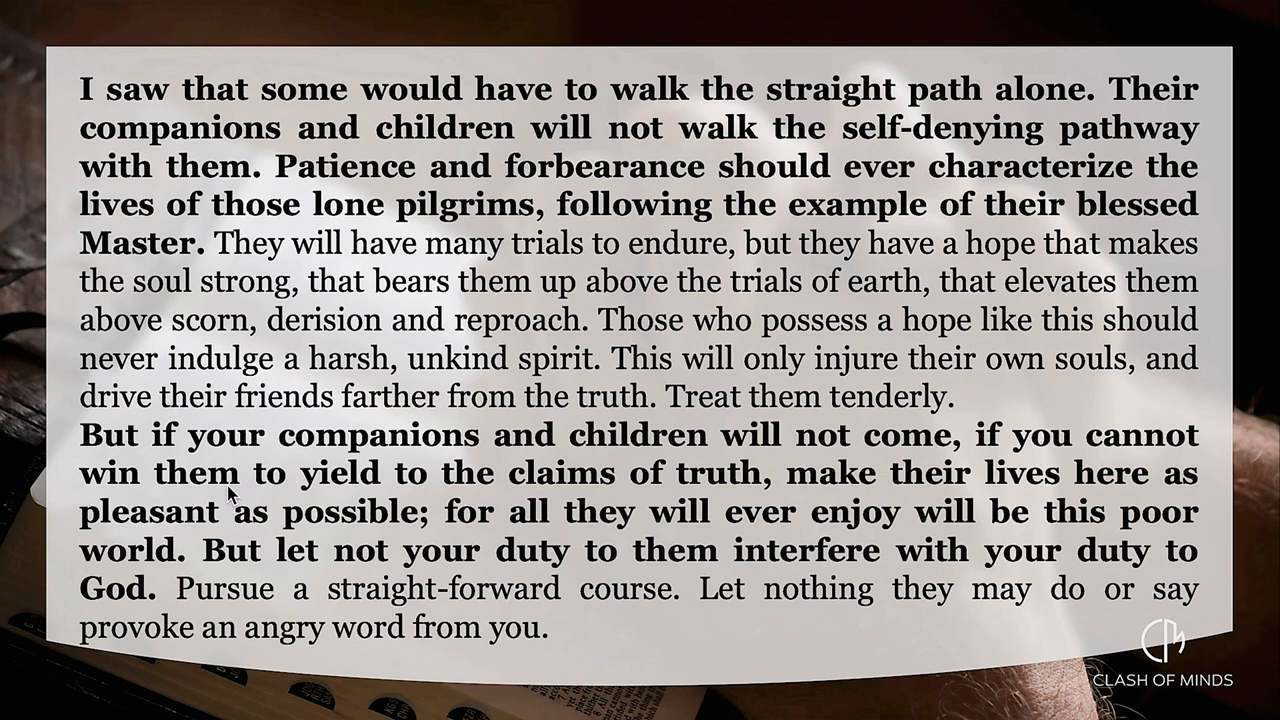 I saw that some would have to walk the straight path alone. Their
companions and children will not walk the self-denying pathway
with them. Patience and forbearance should ever characterize the
lives of those lone pilgrims, following the example of their blessed
Master. They will have many trials to endure, but they have a hope that makes
the soul strong, that bears them up above the trials of earth, that elevates them
above scorn, derision and reproach. Those who possess a hope like this should
never indulge a harsh, unkind spirit. This will only injure their own souls, and
drive their friends farther from the truth. Treat them tenderly.
But if your companions and children will not come, if you cannot
win them to yield to the claims of truth, make their lives here as
pleasant as possible; for all they will ever enjoy will be this poor
world. But let not your duty to them interfere with your duty to
God. Pursue a straight-forward course. Let nothing they may do or say
provoke an angry word from you.
CLASH OF MINDS